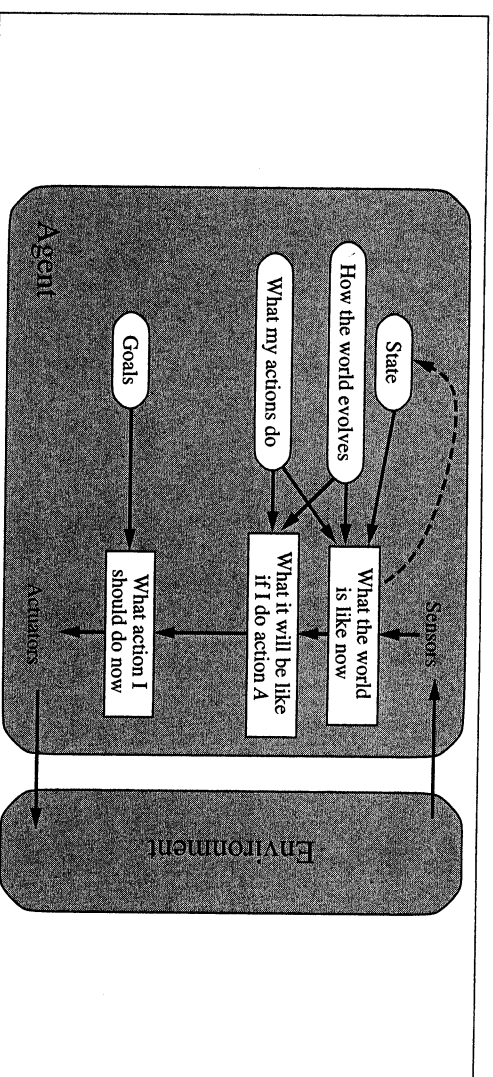 Sensors
State
How the world evolves
What the world
is like now
What my actions do
What it will be like
if I do action A
Goals
What action I
should do now
Agent
Actuators
Environment